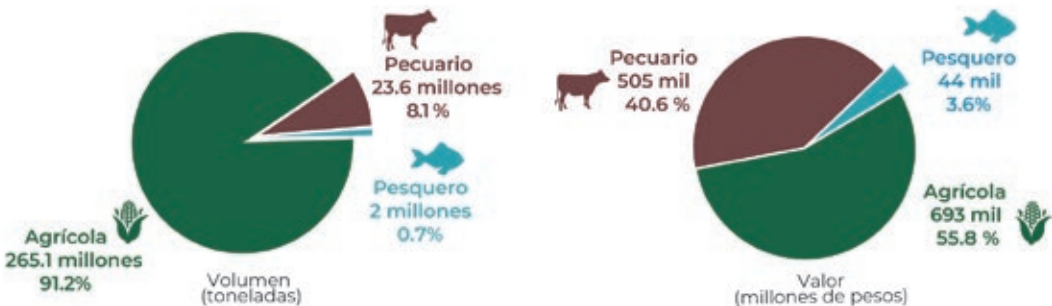 Pecuario
23.6 millones
8.1 %
Pesquero
2 millones
0.7%
Agrícola
265.1 millones
91.2%
Volumen
(toneladas)
Pecuario
505 mil
40.6 %
Pesquero
44 mil
3.6%
Agrícola
693 mil
55.8 %
Valor
(millones de pesos)